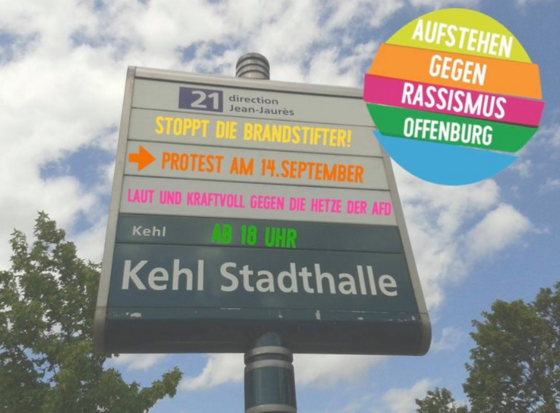 21 direction
Jean-Jaurès
STOPPT DIE BRANDSTIFTER!
PROTEST AM 14.SEPTEMBER
LAUT UND KRAFTVOLL GEGEN DIE HETZE DER AFD
Kehl
AB 18 UHR
Kehl Stadthalle
AUFSTEHEN
GEGEN
RASSISMUS
OFFENBURG